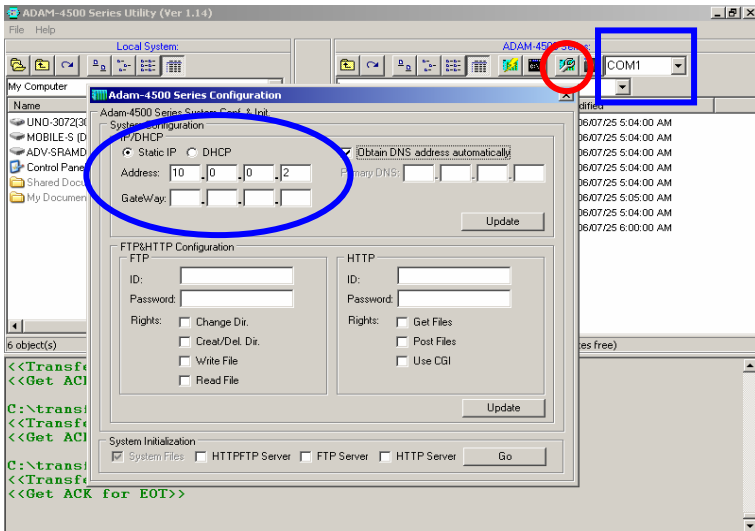 ADAM-4500 Series Utility (Ver 1.14)
File Help
Local System:
ADAM-4500 Series:
COM1
My Computer
Name
UNO-3072(3(
MOBILE-S (D
ADV-SRAMD
Control Pane
Shared Docu
My Documen
dified
06/07/25 5:04:00 AM
06/07/25 5:04:00 AM
06/07/25 5:04:00 AM
06/07/25 5:04:00 AM
06/07/25 5:04:00 AM
06/07/25 5:04:00 AM
06/07/25 5:05:00 AM
06/07/25 6:00:00 AM
Adam-4500 Series Configuration
Adam-4500 Series System Conf. & Init.
System Configuration
IP/DHCP
Static IP DHCP
Obtain DNS address automatically
Address: 10 . 0 . 0 . 2
Primary DNS: . . .
GateWay: . . .
Update
FTP&HTTP Configuration
FTP
ID:
Password:
Rights: Change Dir.
Creat/Del. Dir.
Write File
Read File
HTTP
ID:
Password:
Rights: Get Files
Post Files
Use CGI
Update
System Initialization
System Files HTTPFTP Server FTP Server HTTP Server Go
6 object(s)
es free)
<<Transfe
<<Get ACK
C:\transf
<<Transfe
<<Get ACK
C:\transf
<<Transfe
<<Get ACK for EOT>>